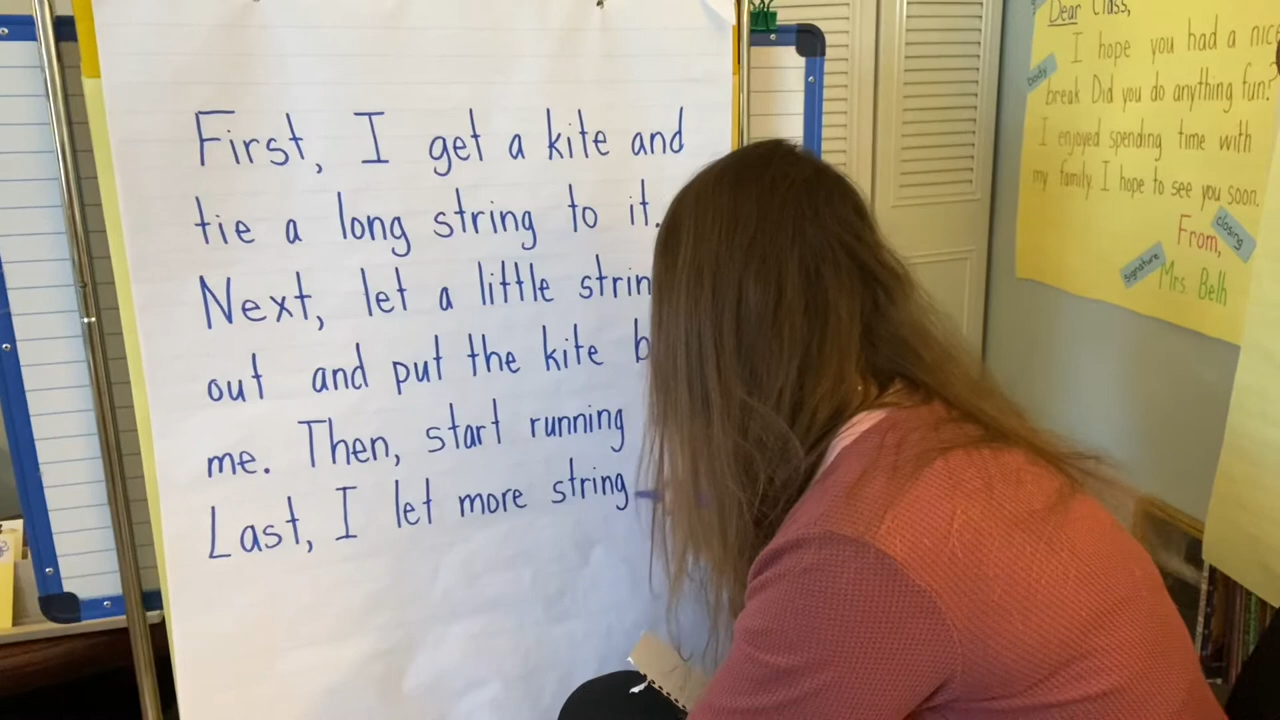 First, I get a kite and
tie a long string to it.
Next, let a little strin
out and put the kite b
me. Then, start running
Last, I let more string
Dear Class,
I hope you had a nice
body
break Did you do anything fun?
I enjoyed spending time with
my family. I hope to see you soon.
From,
closing
signature
Mrs. Belh